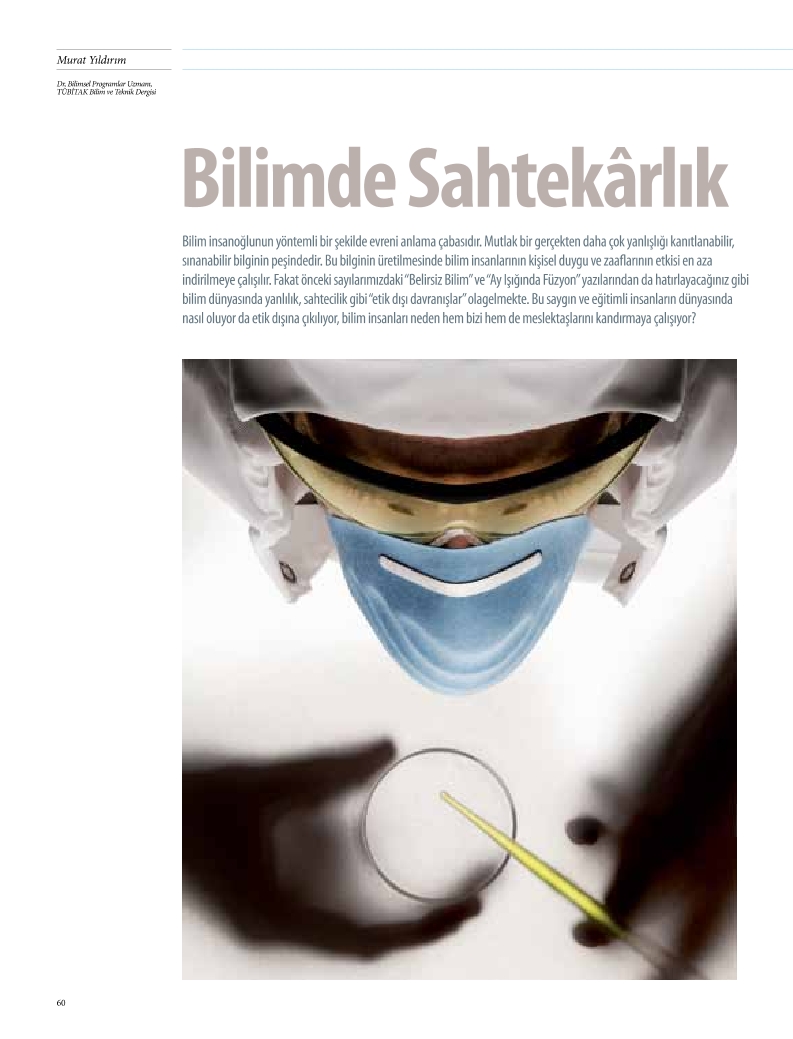 Murat Yıldırım
Dr, Bilimsel Programlar Uzmanı,
TÜBİTAK Bilim ve Teknik Dergisi
Bilimde Sahtekârlık
Bilim insanoğlunun yöntemli bir şekilde evreni anlama çabasıdır. Mutlak bir gerçekten daha çok yanlışlığı kanıtlanabilir,
sınanabilir bilginin peşindedir. Bu bilginin üretilmesinde bilim insanlarının kişisel duygu ve zaaflarının etkisi en aza
indirilmeye çalışılır. Fakat önceki sayılarımızdaki “Belirsiz Bilim” ve “Ay Işığında Füzyon” yazılarından da hatırlayacağınız gibi
bilim dünyasında yanlılık, sahtecilik gibi “etik dışı davranışlar” olagelmekte. Bu saygın ve eğitimli insanların dünyasında
nasıl oluyor da etik dışına çıkılıyor, bilim insanları neden hem bizi hem de meslektaşlarını kandırmaya çalışıyor?
60